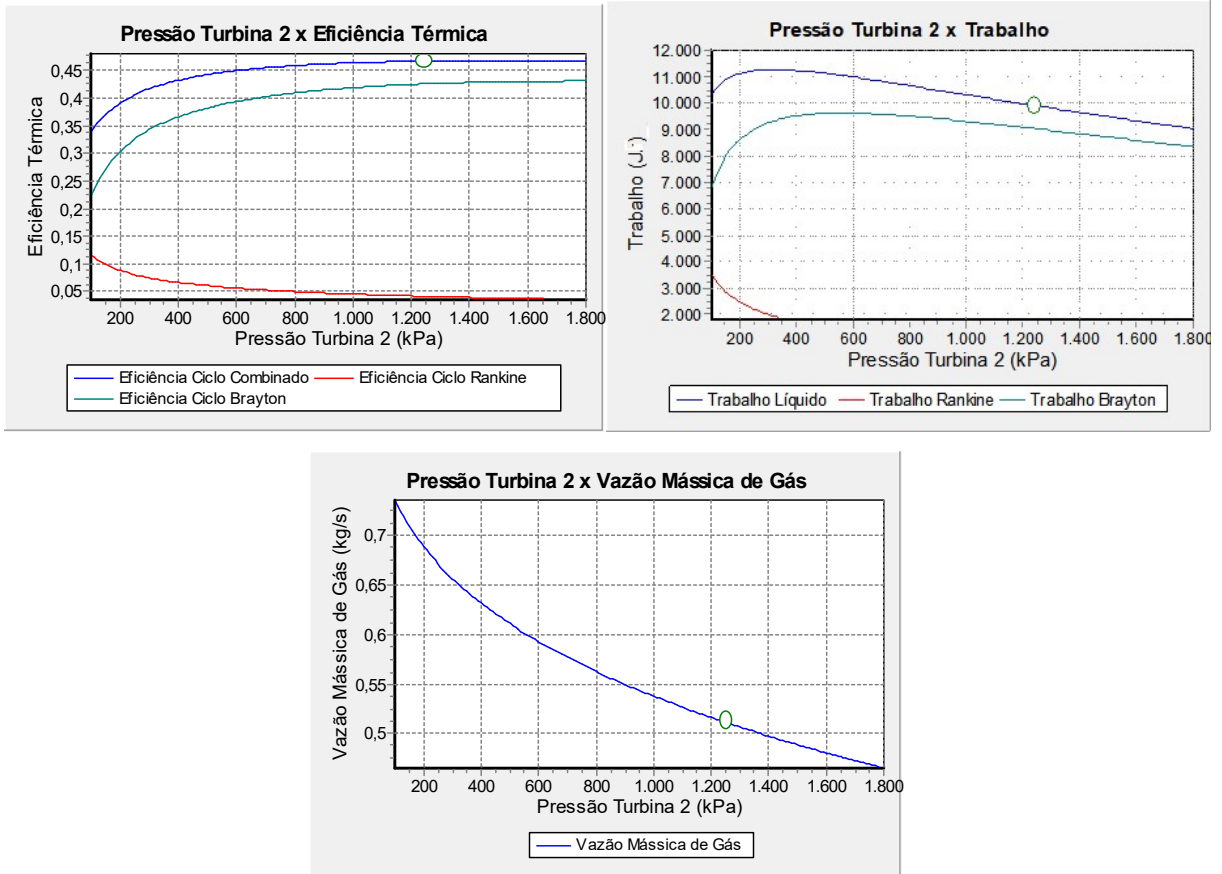 Pressão Turbina 2 x Eficiência Térmica
Eficiência Térmica
0,45
0,4
0,35
0,3
0,25
0,2
0,15
0,1
0,05
200 400 600 800 1.000 1.200 1.400 1.600 1.800
Pressão Turbina 2 (kPa)
Eficiência Ciclo Combinado Eficiência Ciclo Rankine
Eficiência Ciclo Brayton
Pressão Turbina 2 x Trabalho
Trabalho
12.000
11.000
10.000
9.000
8.000
7.000
6.000
5.000
4.000
3.000
2.000
200 400 600 800 1.000 1.200 1.400 1.600 1.800
Pressão Turbina 2 (kPa)
Trabalho Líquido Trabalho Rankine Trabalho Brayton
Pressão Turbina 2 x Vazão Mássica de Gás
Vazão Mássica de Gás (kg/s)
0,7
0,65
0,6
0,55
0,5
200 400 600 800 1.000 1.200 1.400 1.600 1.800
Pressão Turbina 2 (kPa)
Vazão Mássica de Gás